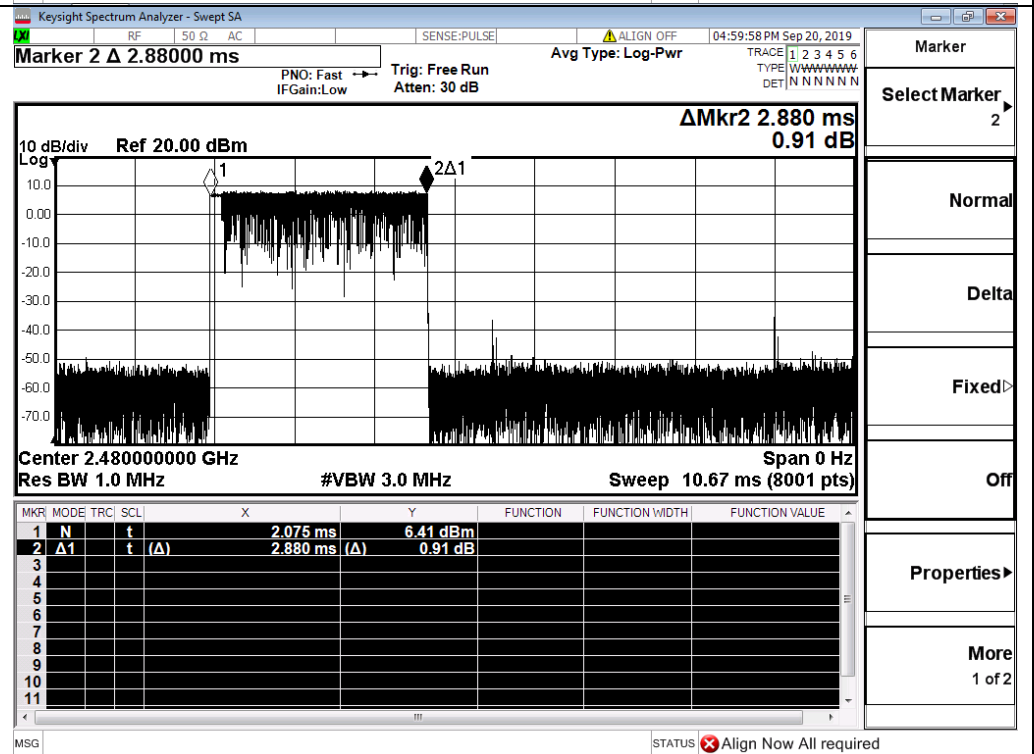 Keysight Spectrum Analyzer - Swept SA
LXI RF 50 Ω AC SENSE:PULSE ALIGN OFF 04:59:58 PM Sep 20, 2019
Marker 2 Δ 2.88000 ms
Avg Type: Log-Pwr
TRACE 1 2 3 4 5 6
PNO: Fast Trig: Free Run
TYPE WWWWWW
IFGain:Low Atten: 30 dB
DET N N N N N N
ΔMkr2 2.880 ms
0.91 dB
10 dB/div Ref 20.00 dBm
Log
1
2Δ1
10.0
0.00
-10.0
-20.0
-30.0
-40.0
-50.0
-60.0
-70.0
Center 2.480000000 GHz Span 0 Hz
Res BW 1.0 MHz #VBW 3.0 MHz Sweep 10.67 ms (8001 pts)
MKR MODE TRC SCL X Y FUNCTION FUNCTION WIDTH FUNCTION VALUE
1 N t 2.075 ms 6.41 dBm
2 Δ1 t (Δ) 2.880 ms (Δ) 0.91 dB
3
4
5
6
7
8
9
10
11
MSG STATUS Align Now All required
Marker
Select Marker
2
Normal
Delta
Fixed
Off
Properties
More
1 of 2